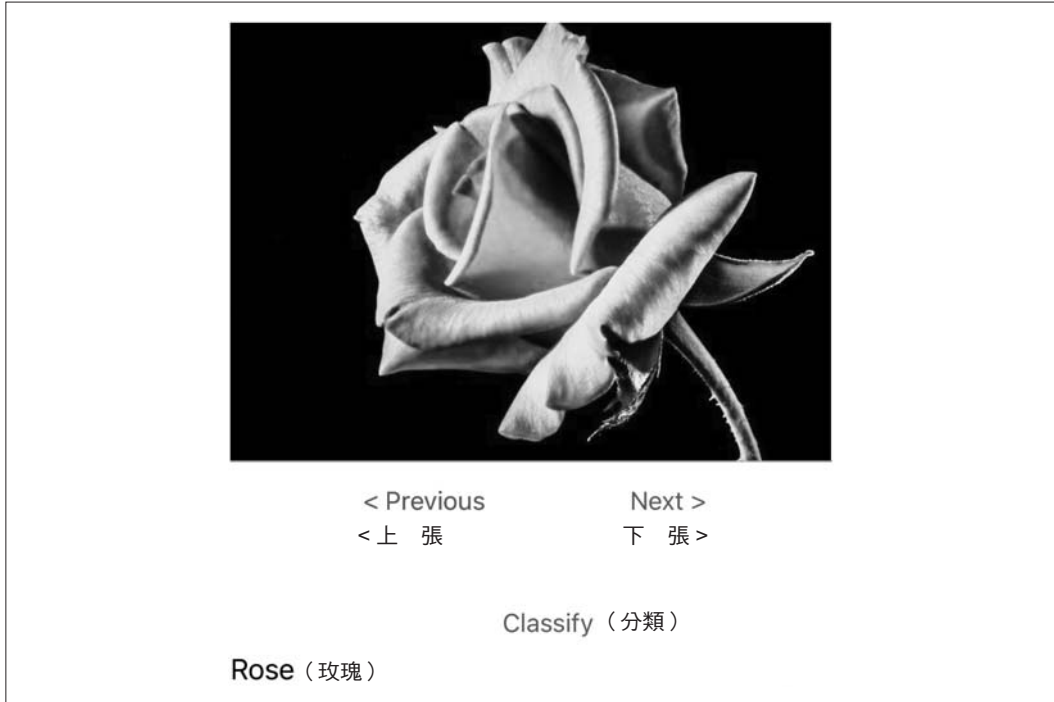 < Previous Next >
<上 張 下 張>
Classify（分類）
Rose（玫瑰）